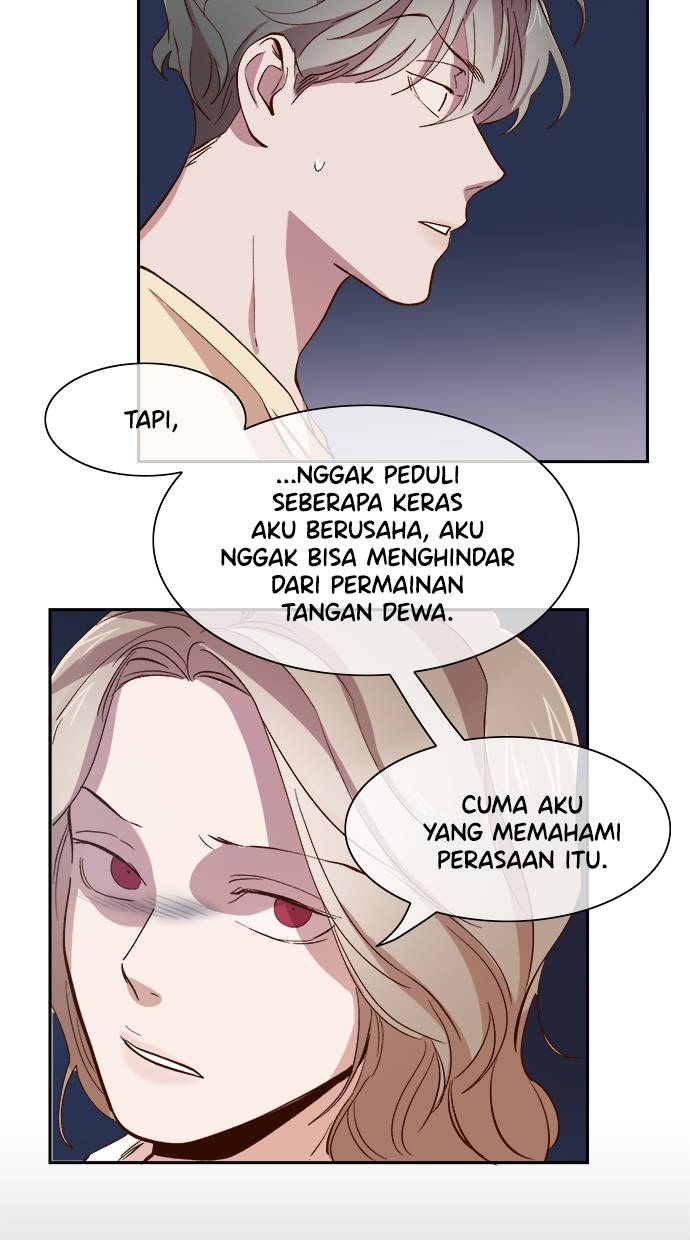 TAPI,
...NGGAK PEDULI
SEBERAPA KERAS
AKU BERUSAHA, AKU
NGGAK BISA MENGHINDAR
DARI PERMAINAN
TANGAN DEWA.
CUMA AKU
YANG MEMAHAMI
PERASAAN ITU.